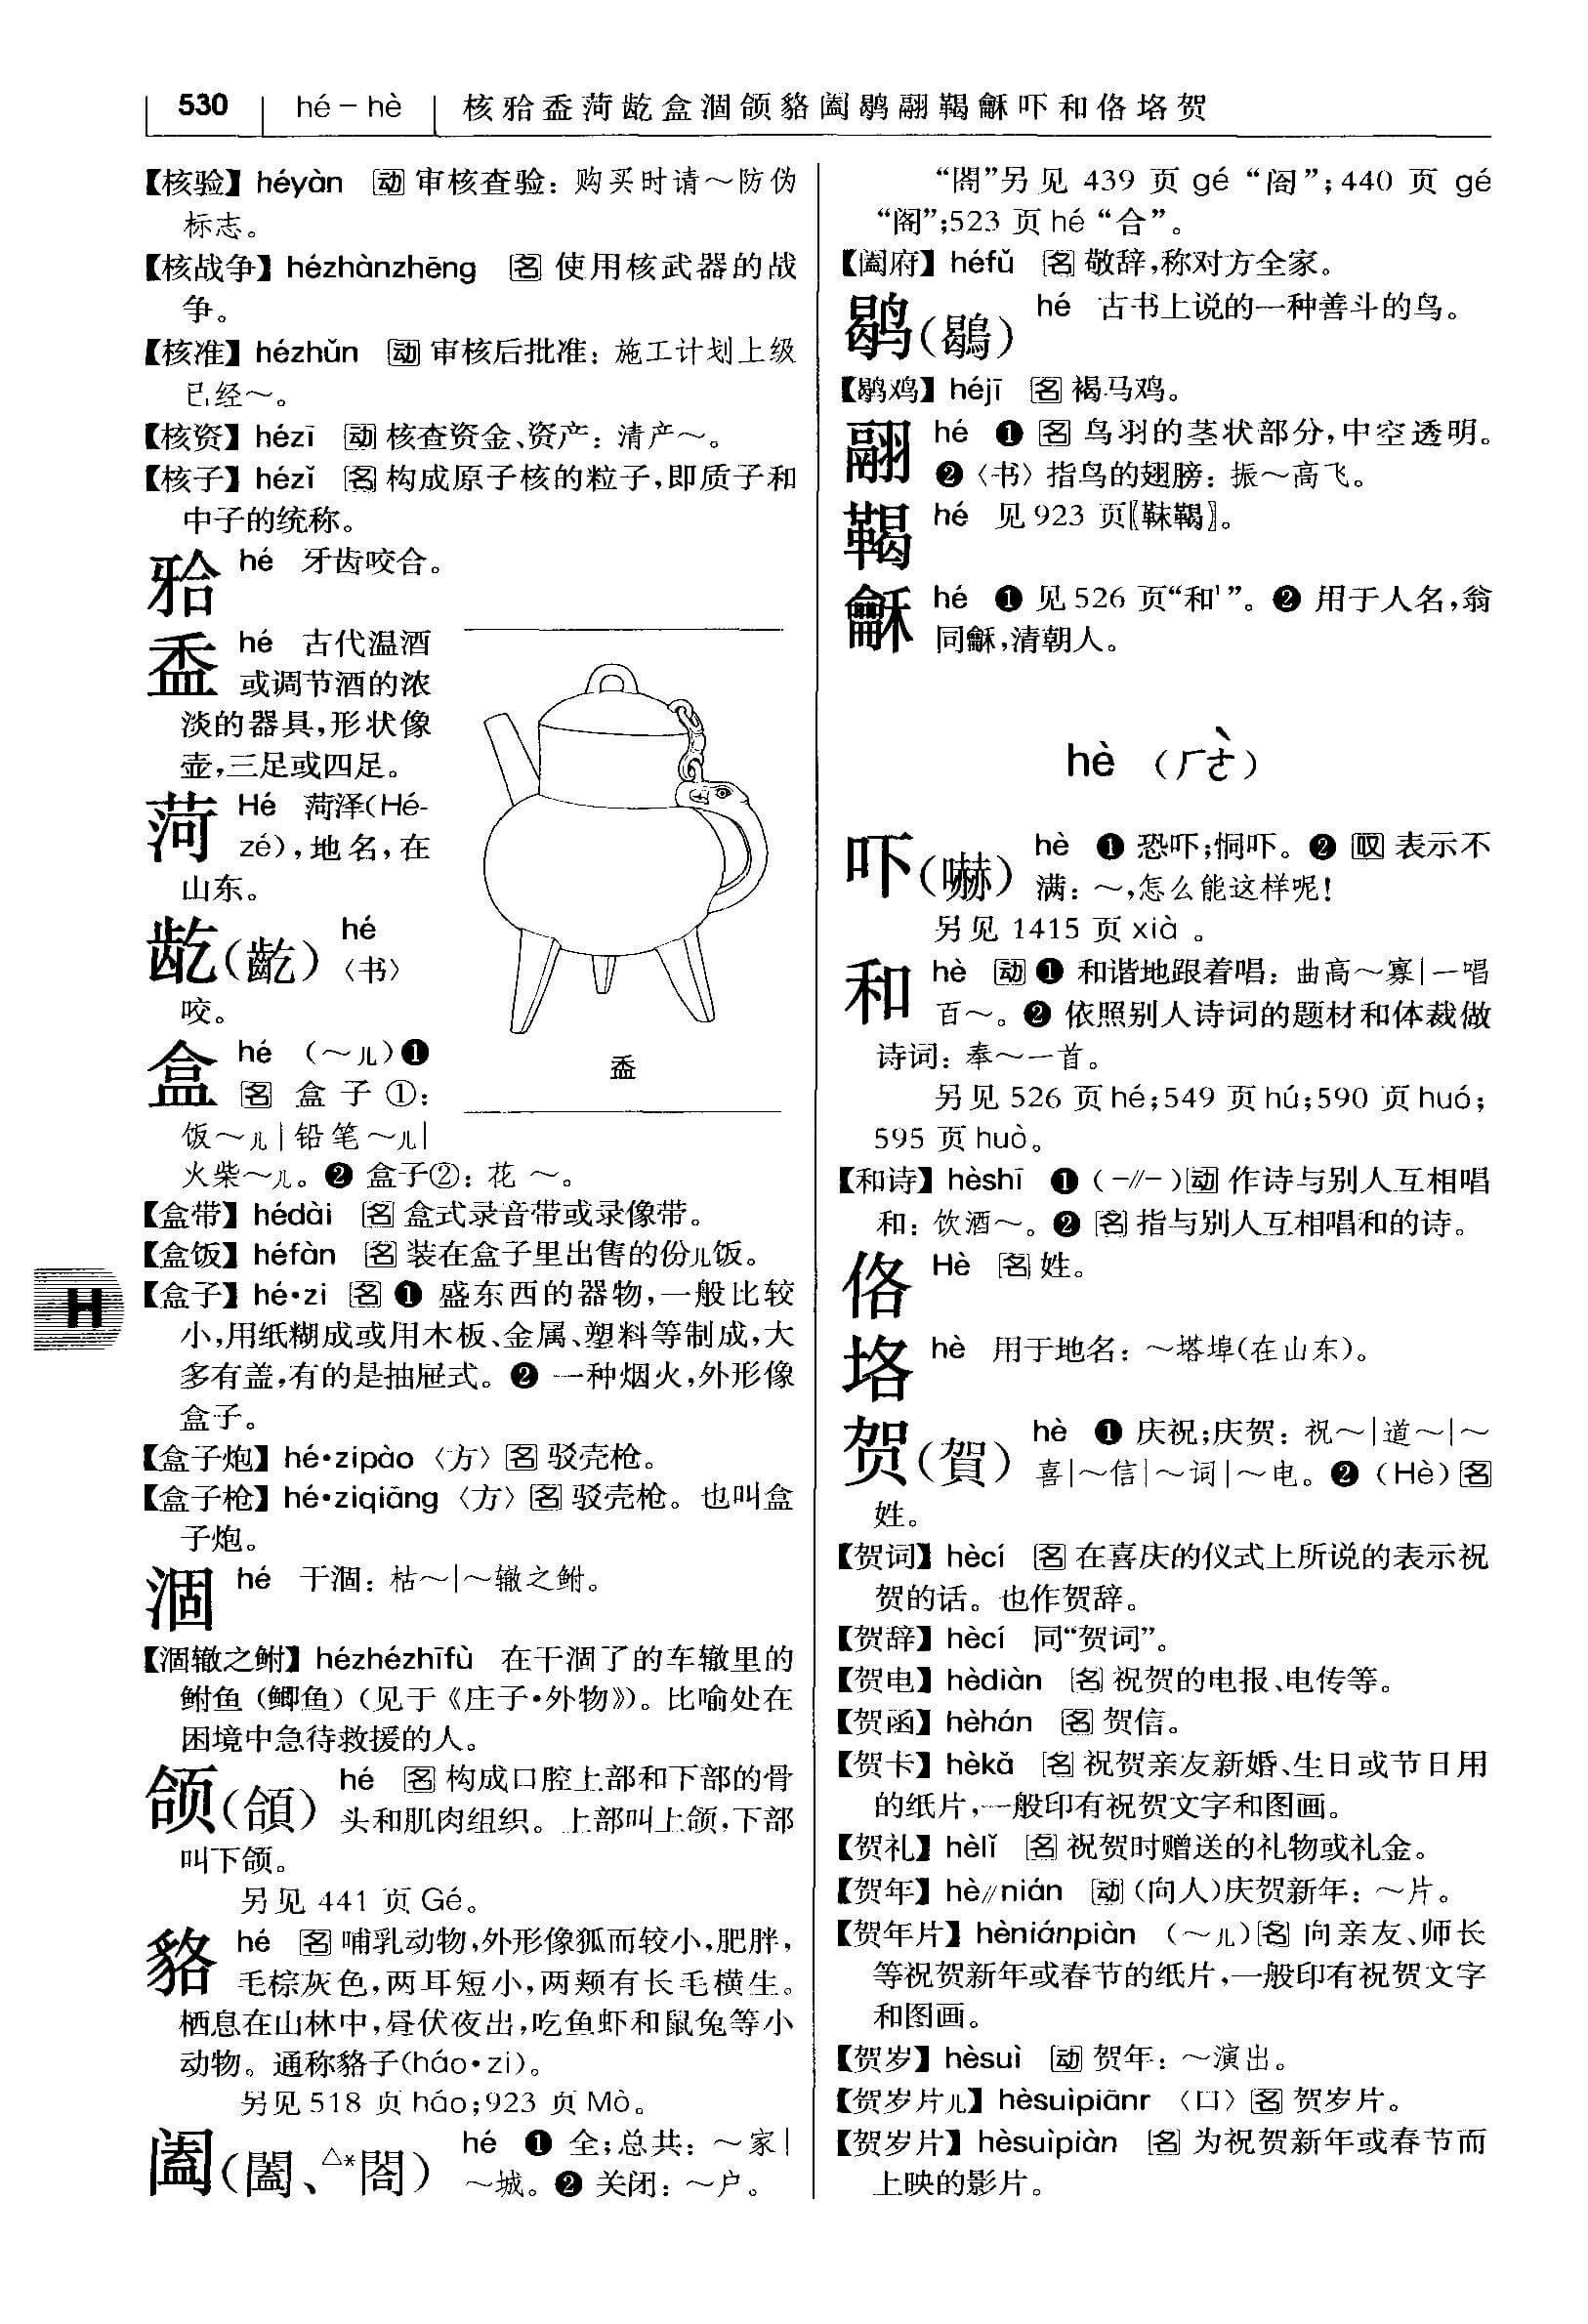 530 hé－hè 核㭘盉菏龁盒涸颌貉阖鹖翮鞨龢吓和佫垎贺
【核验】héyàn 动 审核查验：购买时请～防伪
标志。
【核战争】hézhànzhēng 名 使用核武器的战
争。
【核准】hézhǔn 动 审核后批准：施工计划上级
已经～。
【核资】hézī 动 核查资金、资产：清产～。
【核子】hézǐ 名 构成原子核的粒子，即质子和
中子的统称。
hé 牙齿咬合。
盉 hé 古代温酒
或调节酒的浓
淡的器具，形状像
壶，三足或四足。
菏 Hé 菏泽（Hé-
zé），地名，在
山东。
龁（齕） hé
〈书〉
咬。
盒 hé （～儿）❶
名 盒子①：
饭～儿｜铅笔～儿｜
火柴～儿。❷ 盒子②：花～。
盉
【盒带】hédài 名 盒式录音带或录像带。
【盒饭】héfàn 名 装在盒子里出售的份儿饭。
【盒子】hé•zi 名 ❶ 盛东西的器物，一般比较
小，用纸糊成或用木板、金属、塑料等制成，大
多有盖，有的是抽屉式。❷ 一种烟火，外形像
盒子。
【盒子炮】hé•zipào 〈方〉名 驳壳枪。
【盒子枪】hé•ziqiāng 〈方〉名 驳壳枪。也叫盒
子炮。
涸 hé 干涸：枯～｜～辙之鲋。
【涸辙之鲋】hézhézhīfù 在干涸了的车辙里的
鲋鱼（鲫鱼）（见于《庄子•外物》）。比喻处在
困境中急待救援的人。
颌（頜） hé 名 构成口腔上部和下部的骨
头和肌肉组织。上部叫上颌，下部
叫下颌。
另见 441 页 Gé。
貉 hé 名 哺乳动物，外形像狐而较小，肥胖，
毛棕灰色，两耳短小，两颊有长毛横生。
栖息在山林中，昼伏夜出，吃鱼虾和鼠兔等小
动物。通称貉子（háo•zi）。
另见 518 页 háo；923 页 Mò。
阖（闔、△*閤） hé ❶ 全；总共：～家｜
～城。❷ 关闭：～户。
H
“閤”另见 439 页 gé “阁”；440 页 gé
“阁”；523 页 hé “合”。
【阖府】héfǔ 名 敬辞，称对方全家。
鹖（鶡） hé 古书上说的一种善斗的鸟。
【鹖鸡】héjī 名 褐马鸡。
翮 hé ❶ 名 鸟羽的茎状部分，中空透明。
❷〈书〉指鸟的翅膀：振～高飞。
鞨 hé 见 923 页〖靺鞨〗。
龢 hé ❶ 见 526 页“和¹”。❷ 用于人名，翁
同龢，清朝人。
hè （ㄏㄜˋ）
吓（嚇） hè ❶ 恐吓；恫吓。❷ 叹 表示不
满：～，怎么能这样呢！
另见 1415 页 xià 。
和 hè 动 ❶ 和谐地跟着唱：曲高～寡｜一唱
百～。❷ 依照别人诗词的题材和体裁做
诗词：奉～一首。
另见 526 页 hé；549 页 hú；590 页 huó；
595 页 huò。
【和诗】hèshī ❶（-//-）动 作诗与别人互相唱
和：饮酒～。❷ 名 指与别人互相唱和的诗。
佫 Hè 名 姓。
垎 hè 用于地名：～塔埠（在山东）。
贺（賀） hè ❶ 庆祝；庆贺：祝～｜道～｜～
喜｜～信｜～词｜～电。❷（Hè）名
姓。
【贺词】hècí 名 在喜庆的仪式上所说的表示祝
贺的话。也作贺辞。
【贺辞】hècí 同“贺词”。
【贺电】hèdiàn 名 祝贺的电报、电传等。
【贺函】hèhán 名 贺信。
【贺卡】hèkǎ 名 祝贺亲友新婚、生日或节日用
的纸片，一般印有祝贺文字和图画。
【贺礼】hèlǐ 名 祝贺时赠送的礼物或礼金。
【贺年】hè//nián 动（向人）庆贺新年：～片。
【贺年片】hèniánpiàn （～儿）名 向亲友、师长
等祝贺新年或春节的纸片，一般印有祝贺文字
和图画。
【贺岁】hèsuì 动 贺年：～演出。
【贺岁片儿】hèsuìpiānr 〈口〉名 贺岁片。
【贺岁片】hèsuìpiàn 名 为祝贺新年或春节而
上映的影片。